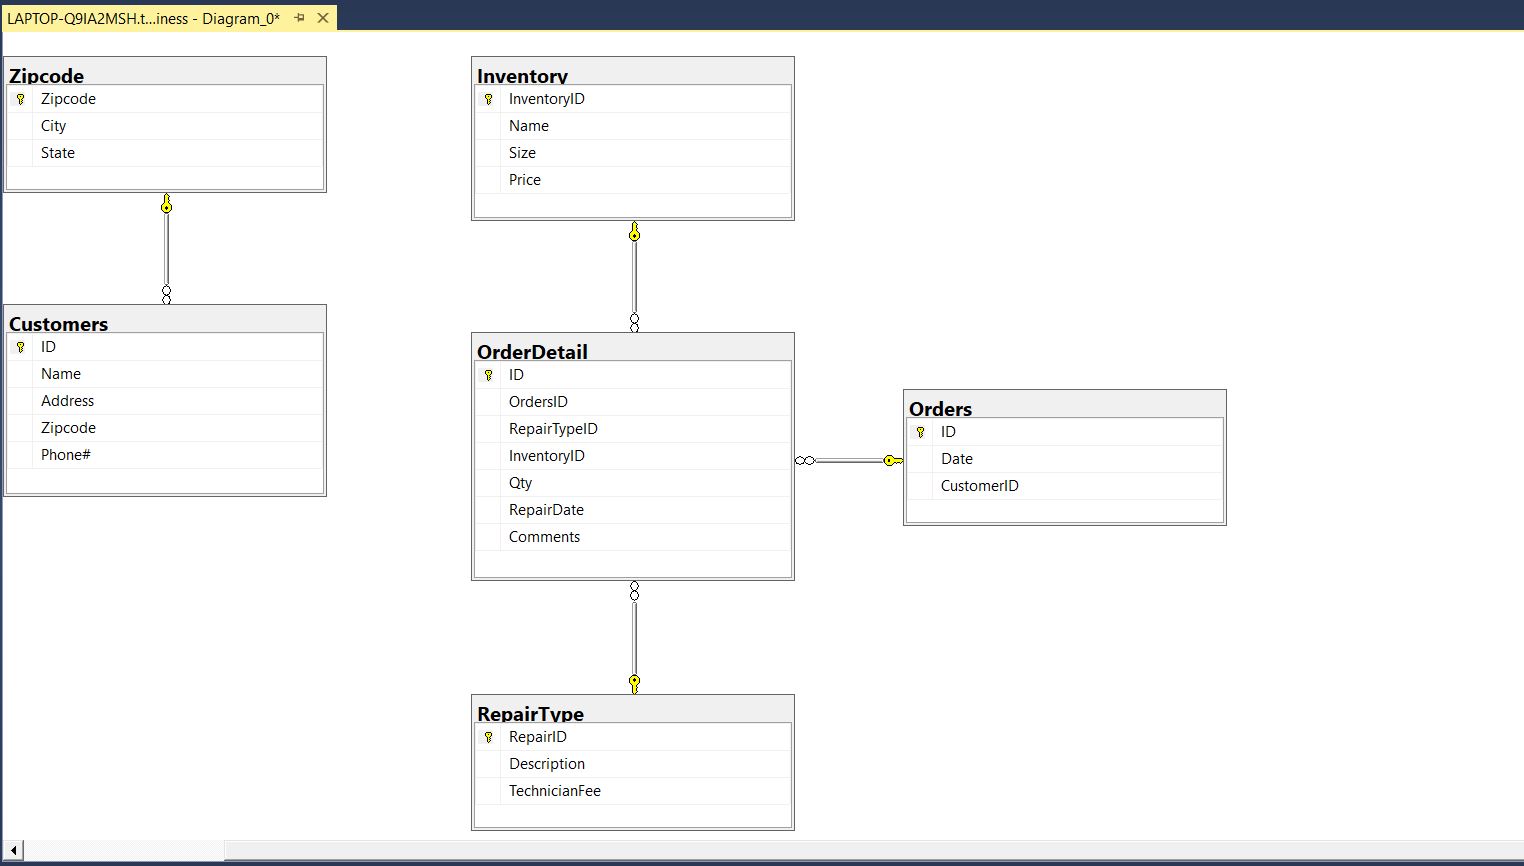 LAPTOP-Q9IA2MSH.t...iness - Diagram_0*
Zipcode
Zipcode
City
State
Customers
ID
Name
Address
Zipcode
Phone#
Inventory
InventoryID
Name
Size
Price
OrderDetail
ID
OrdersID
RepairTypeID
InventoryID
Qty
RepairDate
Comments
Orders
ID
Date
CustomerID
RepairType
RepairID
Description
TechnicianFee